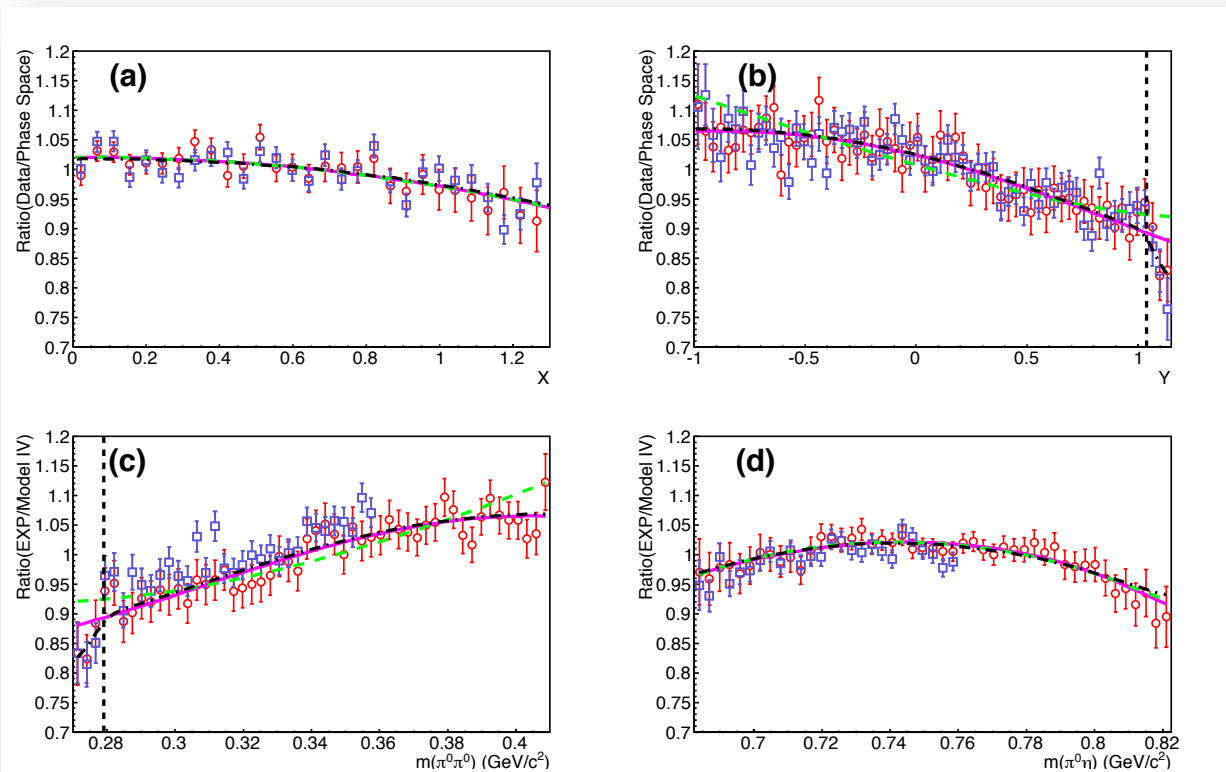 (a)
Ratio(Data/Phase Space)
1.2
1.15
1.1
1.05
1
0.95
0.9
0.85
0.8
0.75
0.7
0 0.2 0.4 0.6 0.8 1 1.2
X
(b)
Ratio(Data/Phase Space)
1.2
1.15
1.1
1.05
1
0.95
0.9
0.85
0.8
0.75
0.7
-1 -0.5 0 0.5 1
Y
(c)
Ratio(EXP/Model IV)
1.2
1.15
1.1
1.05
1
0.95
0.9
0.85
0.8
0.75
0.7
0.28 0.3 0.32 0.34 0.36 0.38 0.4
m(π⁰π⁰) (GeV/c²)
(d)
Ratio(EXP/Model IV)
1.2
1.15
1.1
1.05
1
0.95
0.9
0.85
0.8
0.75
0.7
0.7 0.72 0.74 0.76 0.78 0.8 0.82
m(π⁰η) (GeV/c²)